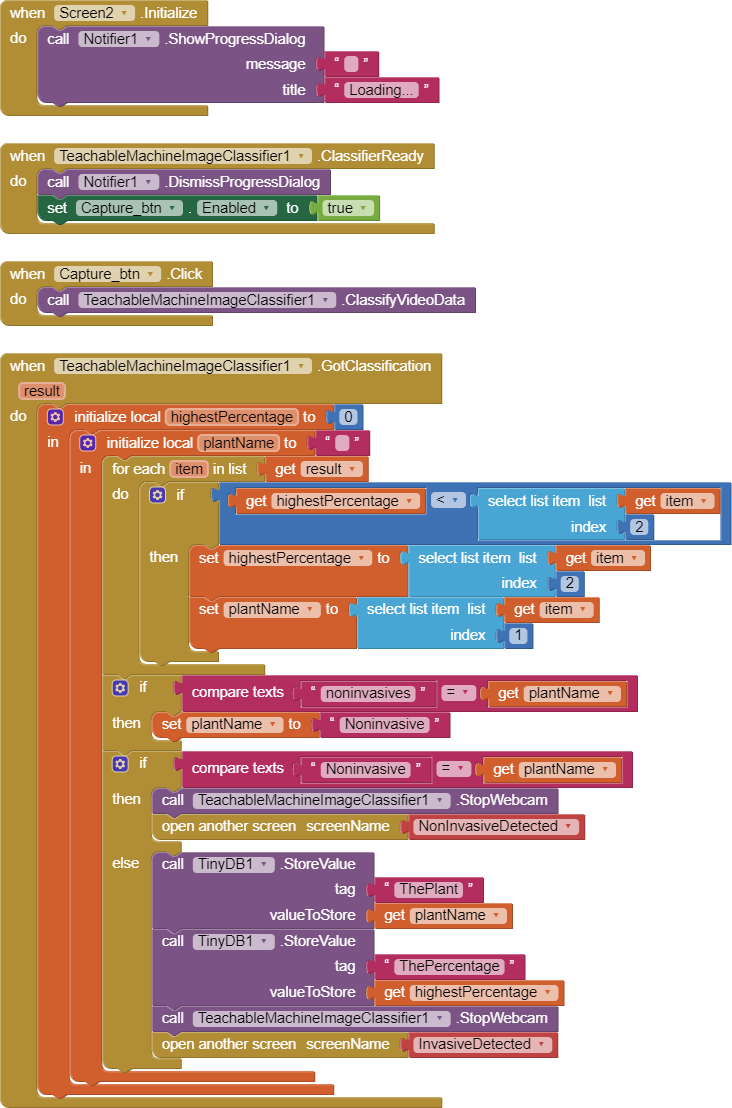 when Screen2 .Initialize
do call Notifier1 .ShowProgressDialog
message “ ”
title “ Loading... ”
when TeachableMachineImageClassifier1 .ClassifierReady
do call Notifier1 .DismissProgressDialog
set Capture_btn . Enabled to true
when Capture_btn .Click
do call TeachableMachineImageClassifier1 .ClassifyVideoData
when TeachableMachineImageClassifier1 .GotClassification
result
do initialize local highestPercentage to 0
in initialize local plantName to “ ”
in for each item in list get result
do if get highestPercentage < select list item list get item
index 2
then set highestPercentage to select list item list get item
index 2
set plantName to select list item list get item
index 1
if compare texts “ noninvasives ” = get plantName
then set plantName to “ Noninvasive ”
if compare texts “ Noninvasive ” = get plantName
then call TeachableMachineImageClassifier1 .StopWebcam
open another screen screenName NonInvasiveDetected
else call TinyDB1 .StoreValue
tag “ ThePlant ”
valueToStore get plantName
call TinyDB1 .StoreValue
tag “ ThePercentage ”
valueToStore get highestPercentage
call TeachableMachineImageClassifier1 .StopWebcam
open another screen screenName InvasiveDetected